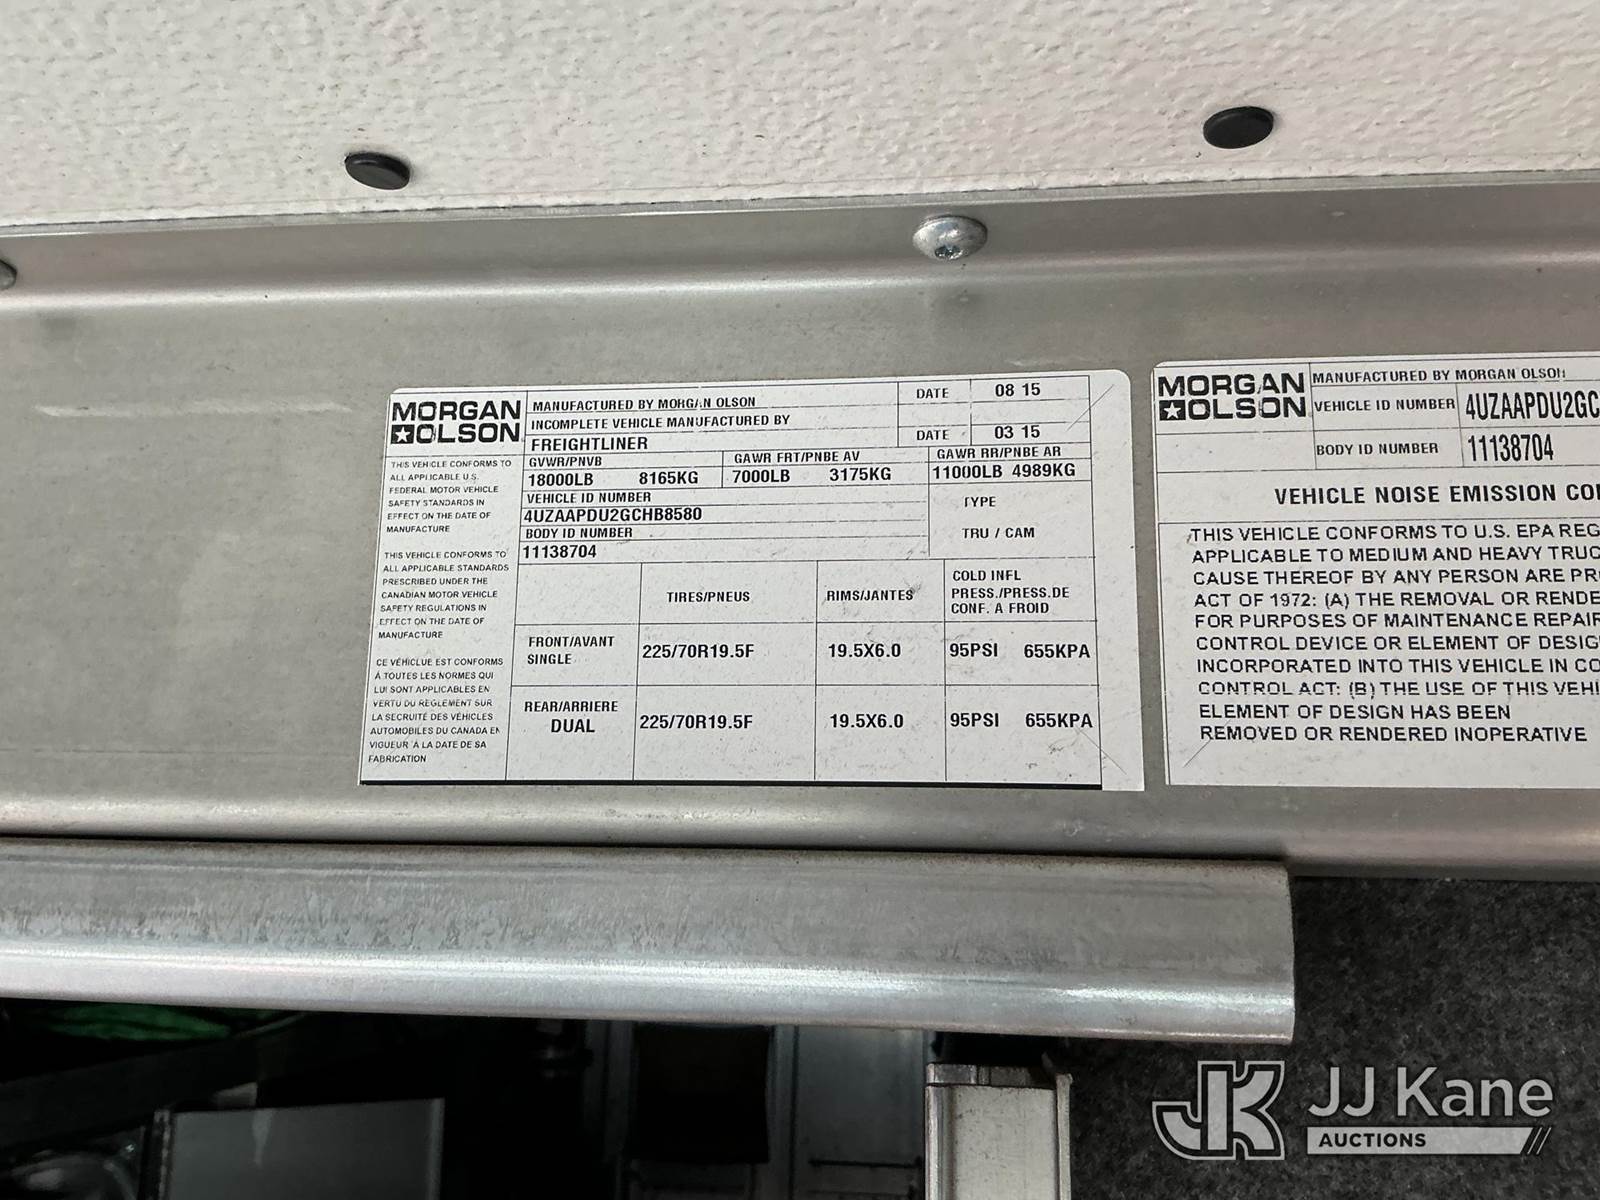 MORGAN
OLSON
MANUFACTURED BY MORGAN OLSON
DATE 08 15
INCOMPLETE VEHICLE MANUFACTURED BY
FREIGHTLINER
DATE 03 15
GVWR/PNVB
18000LB 8165KG
GAWR FRT/PNBE AV
7000LB 3175KG
GAWR RR/PNBE AR
11000LB 4989KG
VEHICLE ID NUMBER
4UZAAPDU2GCHB8580
BODY ID NUMBER
11138704
TYPE
TRU / CAM
THIS VEHICLE CONFORMS TO
ALL APPLICABLE U.S.
FEDERAL MOTOR VEHICLE
SAFETY STANDARDS IN
EFFECT ON THE DATE OF
MANUFACTURE
THIS VEHICLE CONFORMS TO
ALL APPLICABLE STANDARDS
PRESCRIBED UNDER THE
CANADIAN MOTOR VEHICLE
SAFETY REGULATIONS IN
EFFECT ON THE DATE OF
MANUFACTURE
CE VÉHICLUE EST CONFORMS
À TOUTES LES NORMES QUI
LUI SONT APPLICABLES EN
VERTU DU RÈGLEMENT SUR
LA SECRUITE DES VÉHICLES
AUTOMOBILES DU CANADA EN
VIGUEUR À LA DATE DE SA
FABRICATION
TIRES/PNEUS
RIMS/JANTES
COLD INFL
PRESS./PRESS.DE
CONF. A FROID
FRONT/AVANT
SINGLE
225/70R19.5F
19.5X6.0
95PSI 655KPA
REAR/ARRIERE
DUAL
225/70R19.5F
19.5X6.0
95PSI 655KPA
MORGAN
OLSON
MANUFACTURED BY MORGAN OLSON
VEHICLE ID NUMBER 4UZAAPDU2GC
BODY ID NUMBER 11138704
VEHICLE NOISE EMISSION CO
THIS VEHICLE CONFORMS TO U.S. EPA REG
APPLICABLE TO MEDIUM AND HEAVY TRUC
CAUSE THEREOF BY ANY PERSON ARE PR
ACT OF 1972: (A) THE REMOVAL OR RENDE
FOR PURPOSES OF MAINTENANCE REPAIR
CONTROL DEVICE OR ELEMENT OF DESIG
INCORPORATED INTO THIS VEHICLE IN CO
CONTROL ACT: (B) THE USE OF THIS VEHI
ELEMENT OF DESIGN HAS BEEN
REMOVED OR RENDERED INOPERATIVE
JK JJ Kane
AUCTIONS